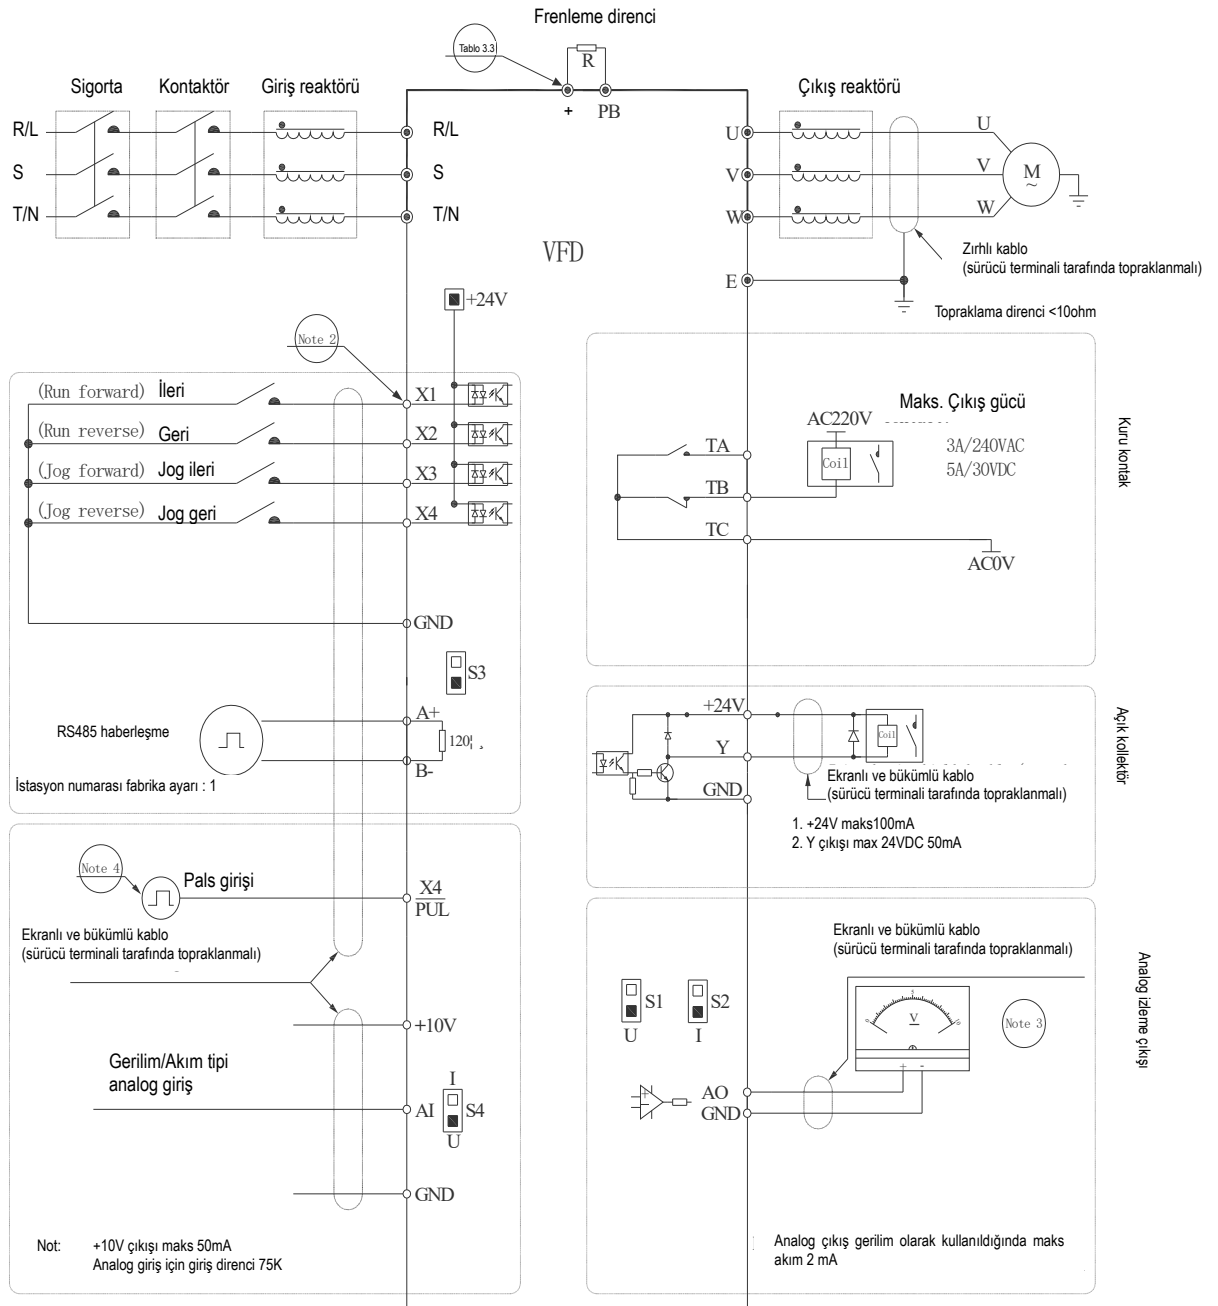 Frenleme direnci
Tablo 3.3
R
+ PB
Sigorta Kontaktör Giriş reaktörü
R/L R/L
S S
T/N T/N
Çıkış reaktörü
U U
V V
W W
M
~
VFD
E
Zırhlı kablo
(sürücü terminali tarafında topraklanmalı)
Topraklama direnci <10ohm
+24V
Note 2
(Run forward) İleri X1
(Run reverse) Geri X2
(Jog forward) Jog ileri X3
(Jog reverse) Jog geri X4
GND
S3
A+
RS485 haberleşme
120
B-
İstasyon numarası fabrika ayarı : 1
Note 4
Pals girişi
X4
PUL
Ekranlı ve bükümlü kablo
(sürücü terminali tarafında topraklanmalı)
+10V
Gerilim/Akım tipi
analog giriş
I
AI S4
U
GND
Not: +10V çıkışı maks 50mA
Analog giriş için giriş direnci 75K
Maks. Çıkış gücü
AC220V
3A/240VAC
5A/30VDC
Coil
TA
TB
TC
AC0V
Kuru kontak
+24V
Y
GND
Coil
Ekranlı ve bükümlü kablo
(sürücü terminali tarafında topraklanmalı)
1. +24V maks100mA
2. Y çıkışı max 24VDC 50mA
Açık kollektör
Ekranlı ve bükümlü kablo
(sürücü terminali tarafında topraklanmalı)
S1 S2
U I
0 5 10
V
+ -
Note 3
AO
GND
Analog çıkış gerilim olarak kullanıldığında maks
akım 2 mA
Analog izleme çıkışı